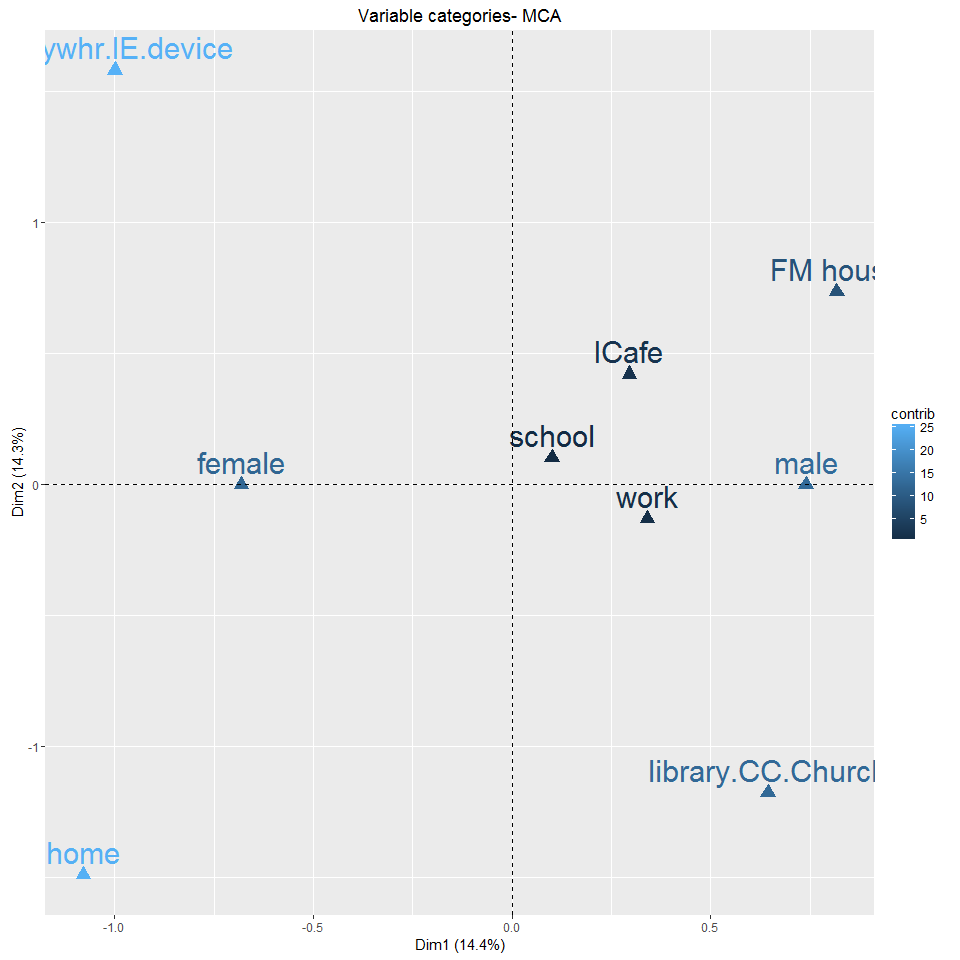 Variable categories- MCA
ywhr.IE.device
FM hous
ICafe
school
female
male
work
library.CC.Church
home
contrib
25
20
15
10
5
1
0
-1
Dim2 (14.3%)
-1.0
-0.5
0.0
0.5
Dim1 (14.4%)